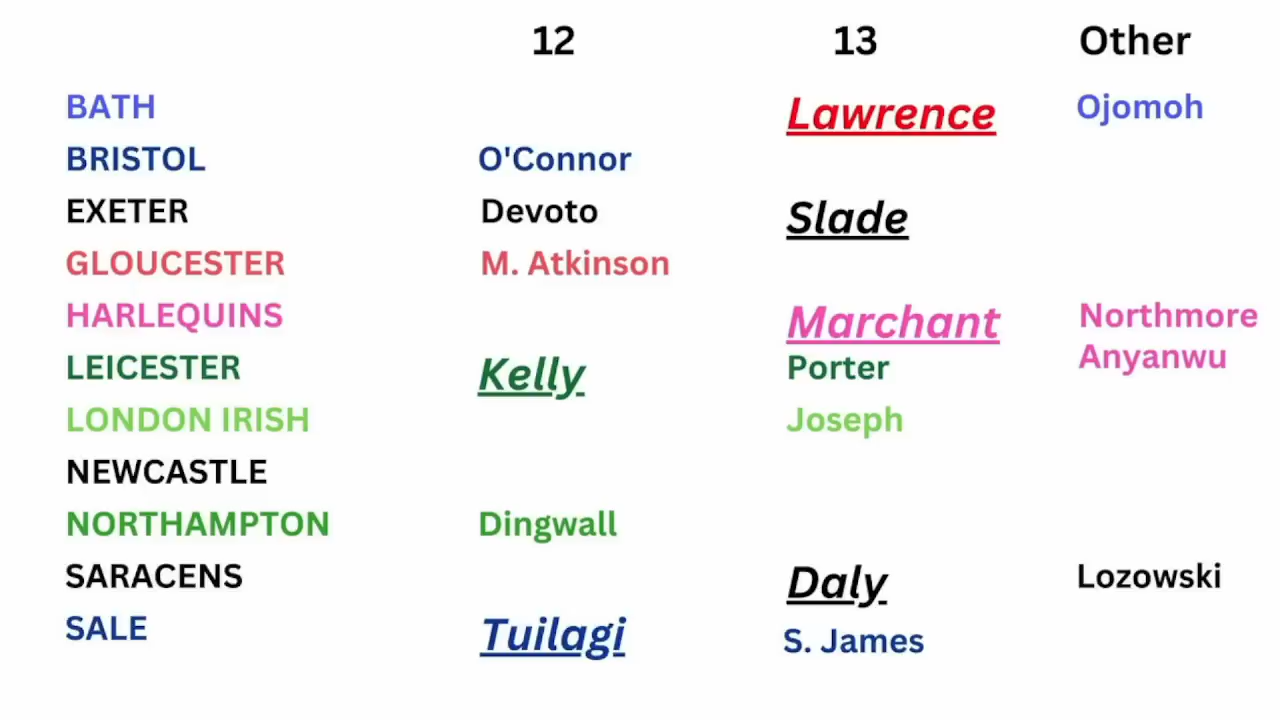 12 13 Other
BATH Lawrence Ojomoh
BRISTOL O'Connor
EXETER Devoto Slade
GLOUCESTER M. Atkinson
HARLEQUINS Marchant Northmore
Anyanwu
LEICESTER Kelly Porter
LONDON IRISH Joseph
NEWCASTLE
NORTHAMPTON Dingwall
SARACENS Daly Lozowski
SALE Tuilagi S. James